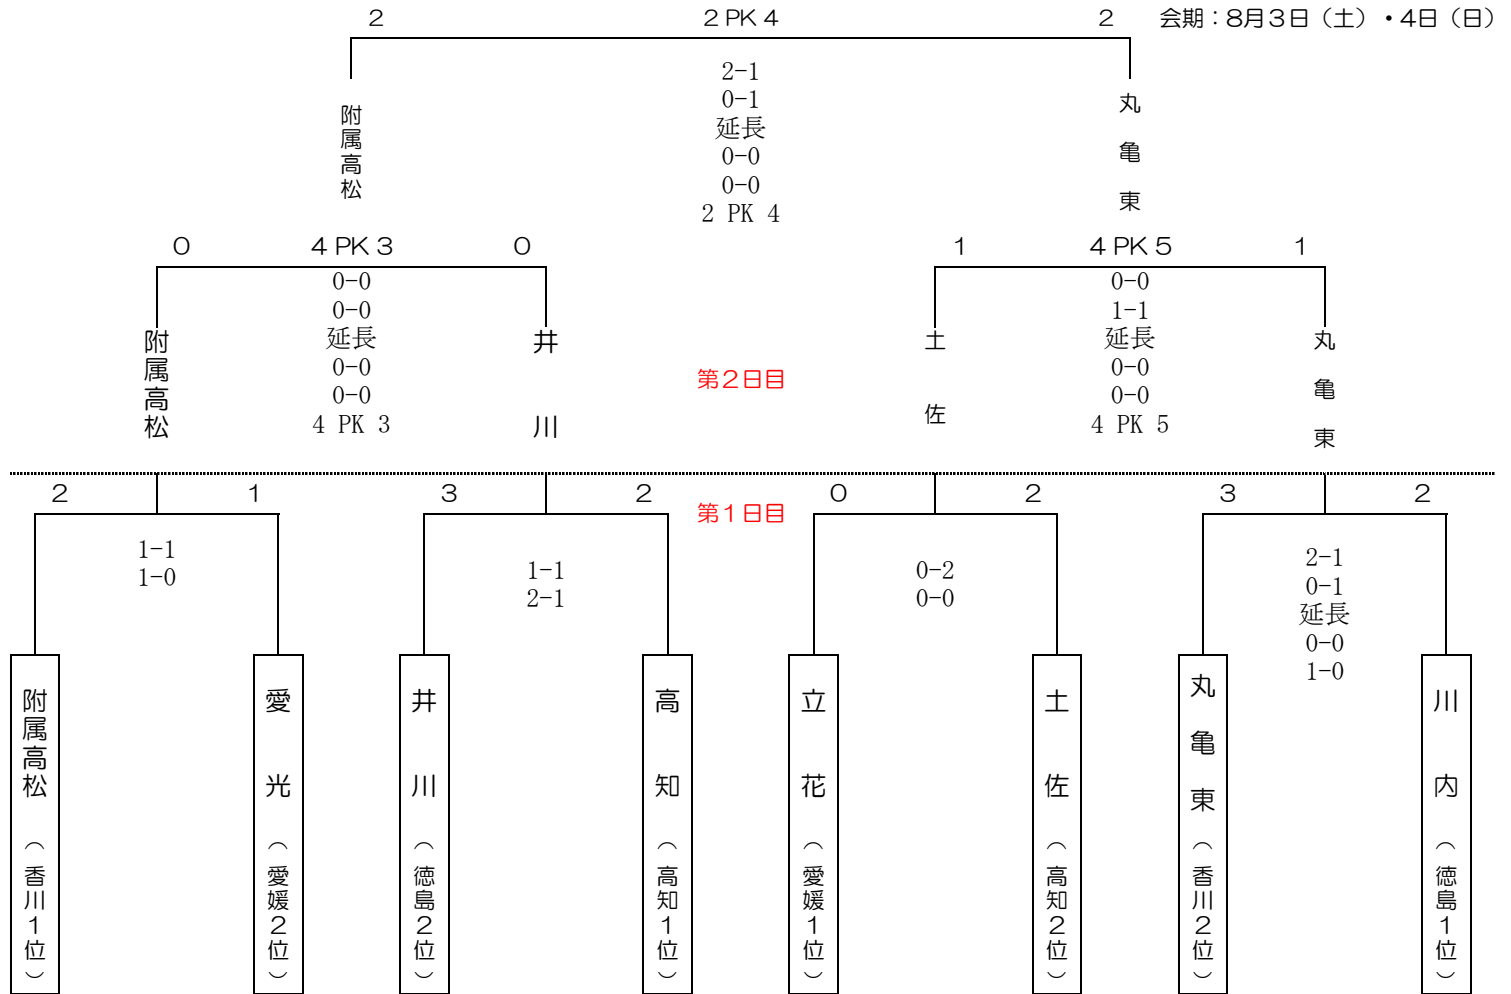 2 2 PK 4 2 会期：8月3日（土）・4日（日）
2-1
0-1
延長
0-0
0-0
2 PK 4
附属高松
丸亀東
0 4 PK 3 0
1 4 PK 5 1
0-0
0-0
延長
0-0
0-0
4 PK 3
0-0
1-1
延長
0-0
0-0
4 PK 5
附属高松
井川
土佐
丸亀東
第2日目
2 1 3 2 0 2 3 2
第1日目
1-1
1-0
1-1
2-1
0-2
0-0
2-1
0-1
延長
0-0
1-0
附属高松（香川1位）
愛光（愛媛2位）
井川（徳島2位）
高知（高知1位）
立花（愛媛1位）
土佐（高知2位）
丸亀東（香川2位）
川内（徳島1位）